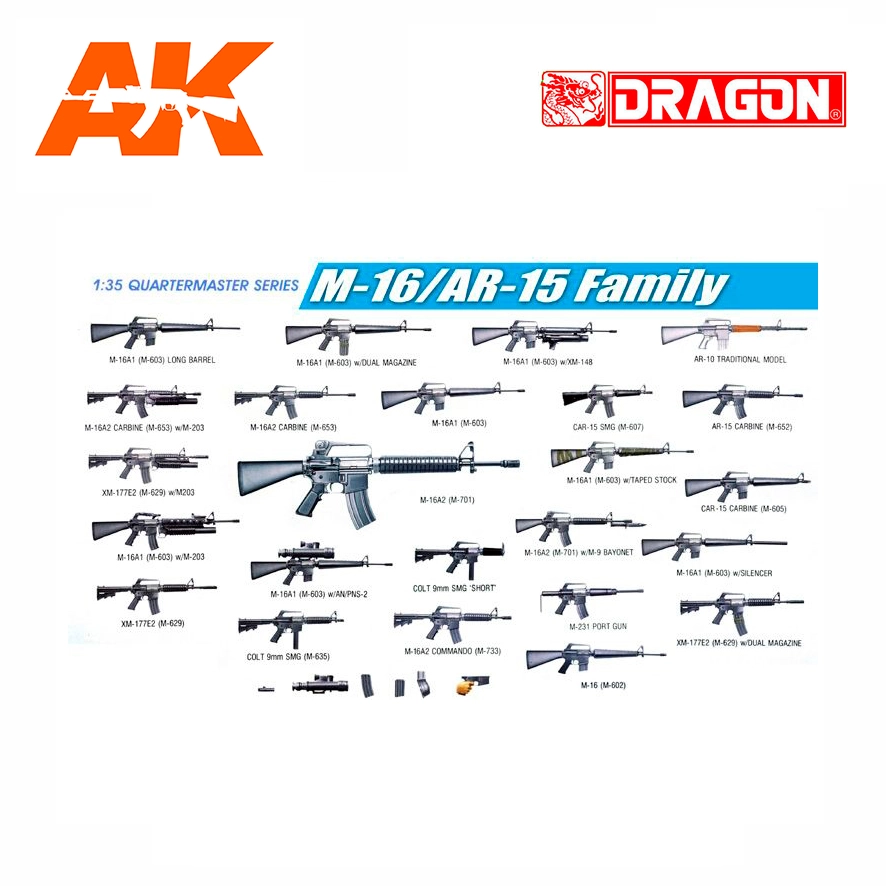 AK
DRAGON®
1:35 QUARTERMASTER SERIES
M-16/AR-15 Family
M-16A1 (M-603) LONG BARREL
M-16A1 (M-603) w/DUAL MAGAZINE
M-16A1 (M-603) w/XM-148
AR-10 TRADITIONAL MODEL
M-16A2 CARBINE (M-653) w/M-203
M-16A2 CARBINE (M-653)
M-16A1 (M-603)
CAR-15 SMG (M-607)
AR-15 CARBINE (M-652)
XM-177E2 (M-629) w/M203
M-16A2 (M-701)
M-16A1 (M-603) w/TAPED STOCK
CAR-15 CARBINE (M-605)
M-16A1 (M-603) w/M-203
M-16A2 (M-701) w/M-9 BAYONET
M-16A1 (M-603) w/AN/PNS-2
COLT 9mm SMG 'SHORT'
M-16A1 (M-603) w/SILENCER
XM-177E2 (M-629)
M-231 PORT GUN
COLT 9mm SMG (M-635)
M-16A2 COMMANDO (M-733)
XM-177E2 (M-629) w/DUAL MAGAZINE
M-16 (M-602)